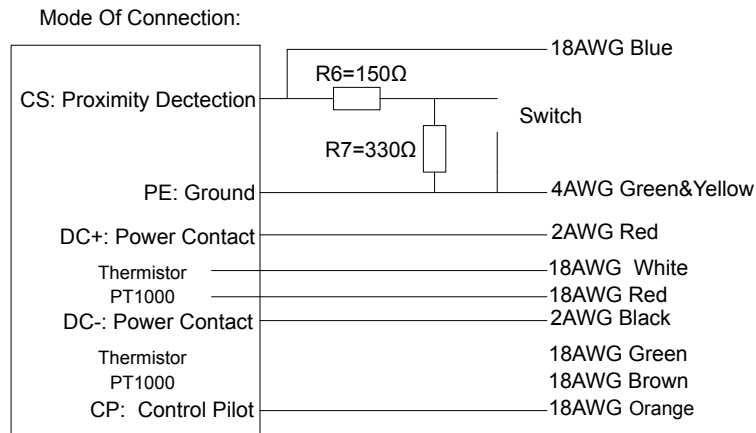 Mode Of Connection:
18AWG Blue
R6=150Ω
CS: Proximity Dectection
Switch
R7=330Ω
PE: Ground
4AWG Green&Yellow
DC+: Power Contact
2AWG Red
Thermistor
18AWG White
PT1000
18AWG Red
DC-: Power Contact
2AWG Black
Thermistor
18AWG Green
PT1000
18AWG Brown
CP: Control Pilot
18AWG Orange